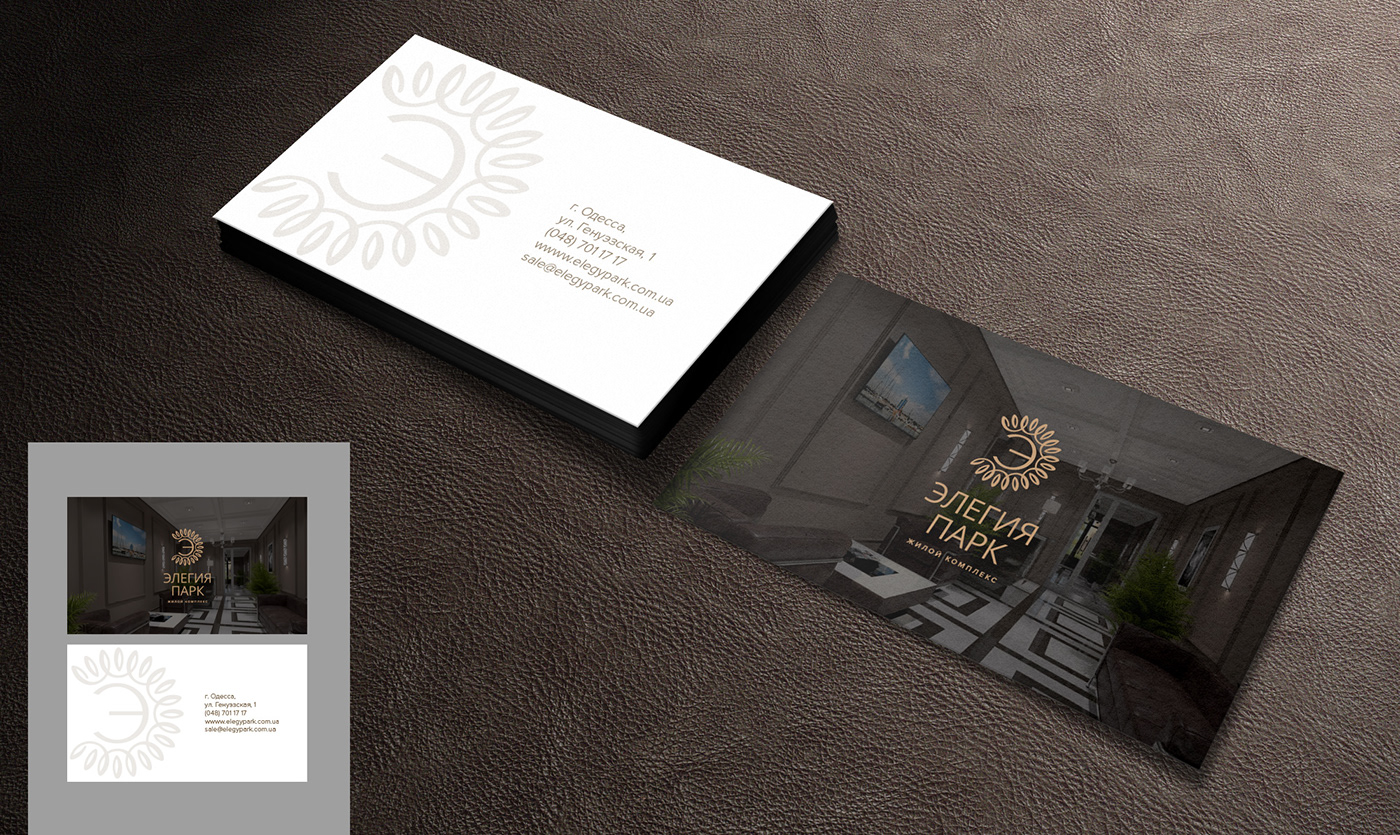 г. Одесса,
ул. Генуэзская, 1
(048) 701 17 17
wwww.elegypark.com.ua
sale@elegypark.com.ua
Э
Э
ЭЛЕГИЯ
ПАРК
ЖИЛОЙ КОМПЛЕКС
Э
ЭЛЕГИЯ
ПАРК
ЖИЛОЙ КОМПЛЕКС
Э
г. Одесса,
ул. Генуэзская, 1
(048) 701 17 17
wwww.elegypark.com.ua
sale@elegypark.com.ua